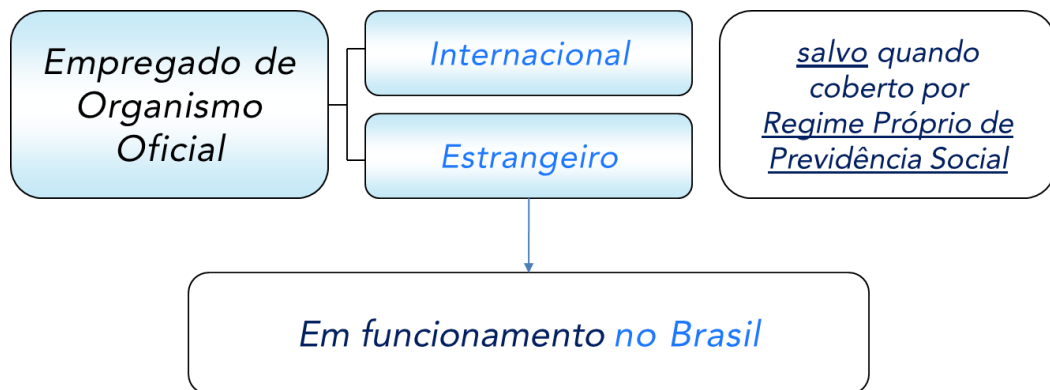 Empregado de
Organismo
Oficial
Internacional
Estrangeiro
salvo quando
coberto por
Regime Próprio de
Previdência Social
Em funcionamento no Brasil